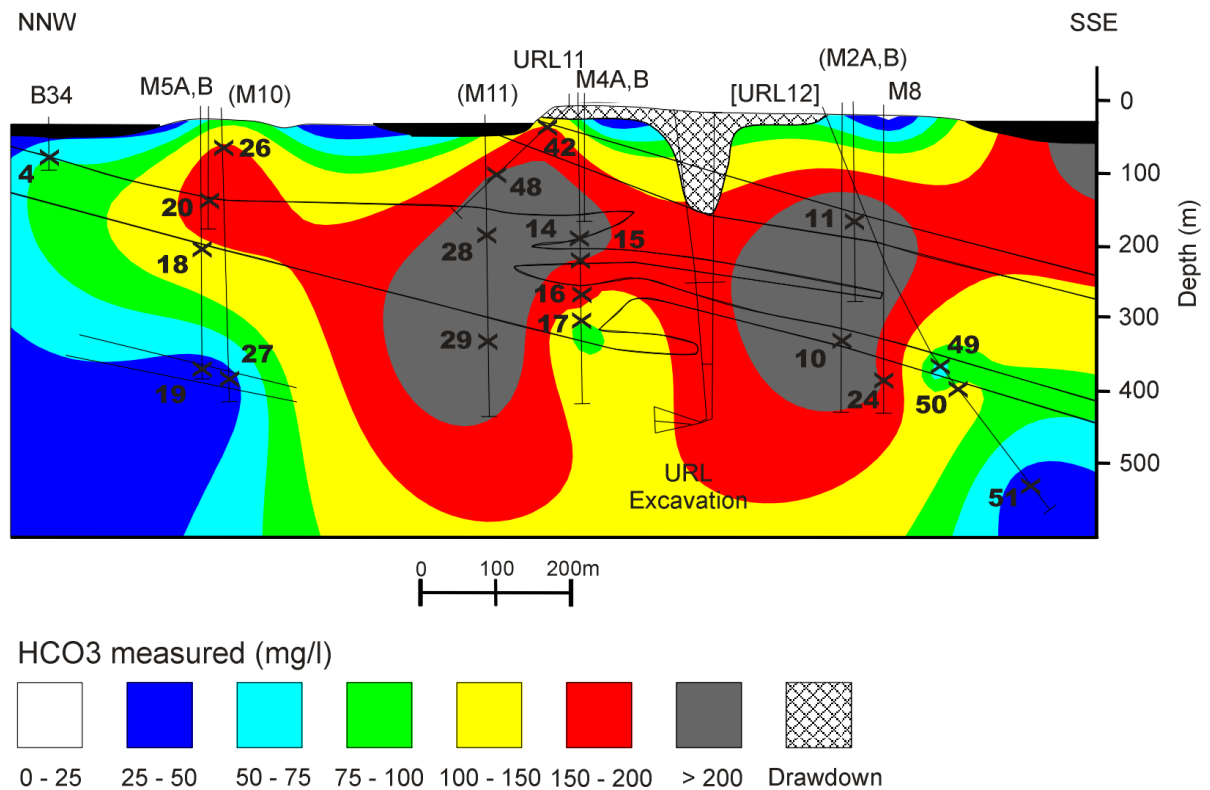 NNW
SSE
URL11
(M2A,B)
M5A,B
M4A,B
B34
(M10)
(M11)
[URL12]
M8
0
26
42
4
100
48
20
11
14
15
28
18
200
16
17
300
29
10
49
27
19
24
50
400
URL
Excavation
500
51
Depth (m)
0 100 200m
HCO3 measured (mg/l)
0 - 25 25 - 50 50 - 75 75 - 100 100 - 150 150 - 200 > 200 Drawdown